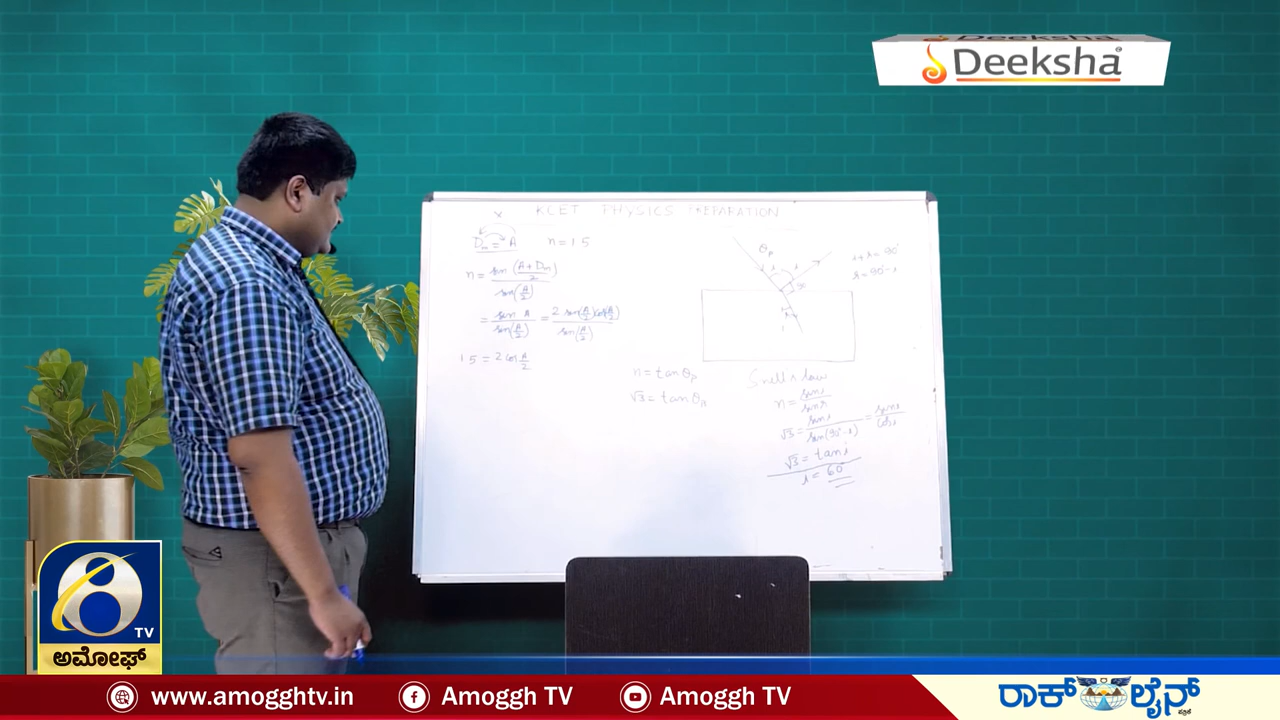 Deeksha
KCET PHYSICS PREPARATION
x
Dm = A n = 1.5
n = sin (A + Dm / 2) / sin (A/2)
= sin A / sin (A/2) = 2 sin (A/2) cos (A/2) / sin (A/2)
1.5 = 2 cos A/2
θp
i + r = 90°
r = 90° - i
n = tan θp
√3 = tan θp
Snell's law
n = sin i / sin r
√3 = sin i / sin (90° - i) = sin i / cos i
√3 = tan i
i = 60°
8
TV
ಅಮೋಘ್
www.amogghtv.in
Amoggh TV
Amoggh TV
ರಾಕ್ ಲೈನ್